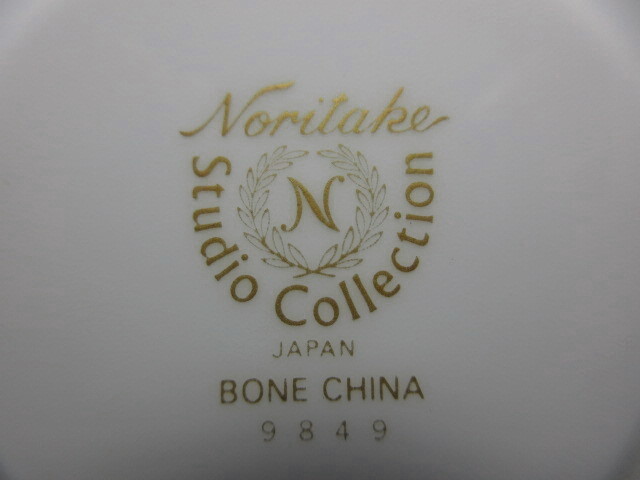 Noritake
Studio Collection
N
JAPAN
BONE CHINA
9849